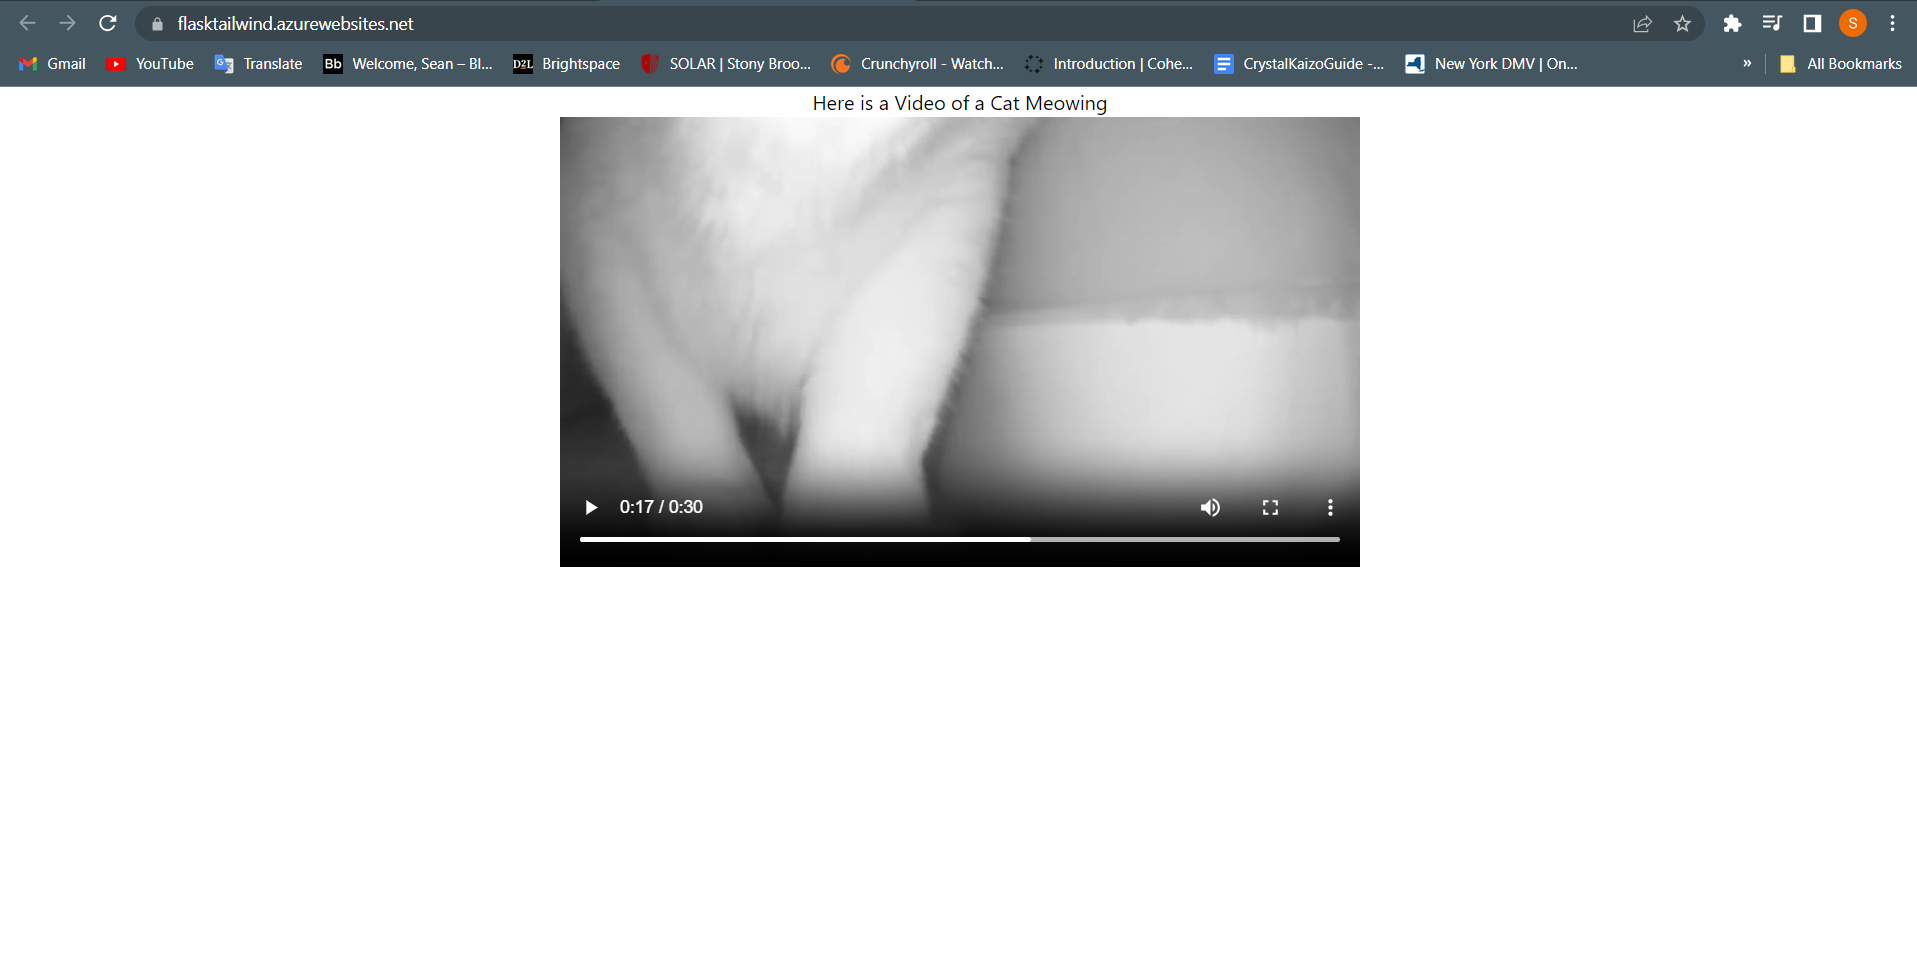 flasktailwind.azurewebsites.net
S
Gmail YouTube Translate Bb Welcome, Sean – Bl... D2L Brightspace SOLAR | Stony Broo... Crunchyroll - Watch... Introduction | Cohe... CrystalKaizoGuide -... New York DMV | On... » All Bookmarks
Here is a Video of a Cat Meowing
0:17 / 0:30